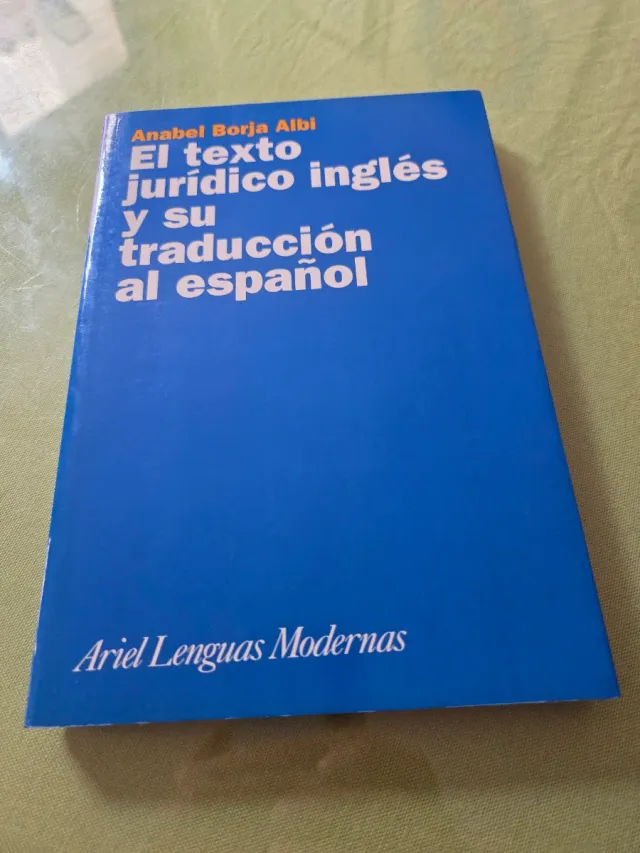 Anabel Borja Albi
El texto
jurídico inglés
y su
traducción
al español
Ariel Lenguas Modernas